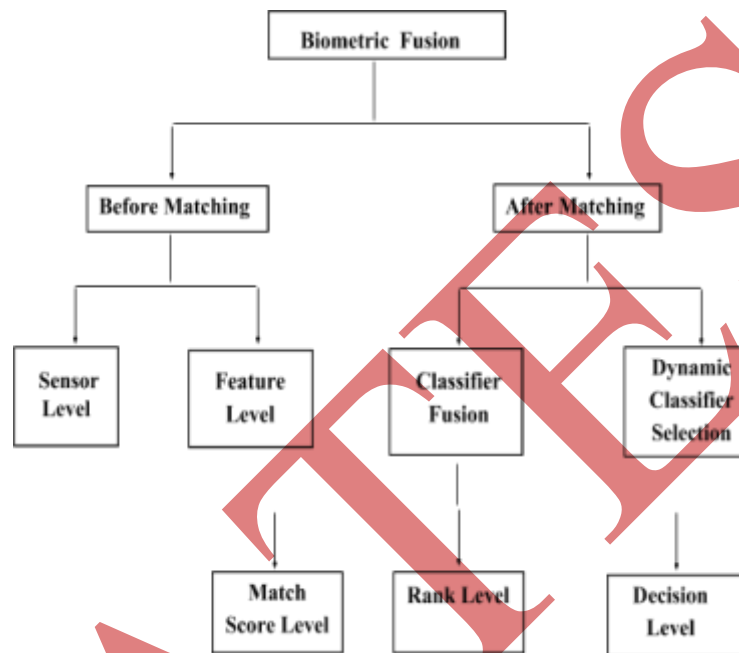 Biometric Fusion
Before Matching
After Matching
Sensor
Level
Feature
Level
Classifier
Fusion
Dynamic
Classifier
Selection
Match
Score Level
Rank Level
Decision
Level